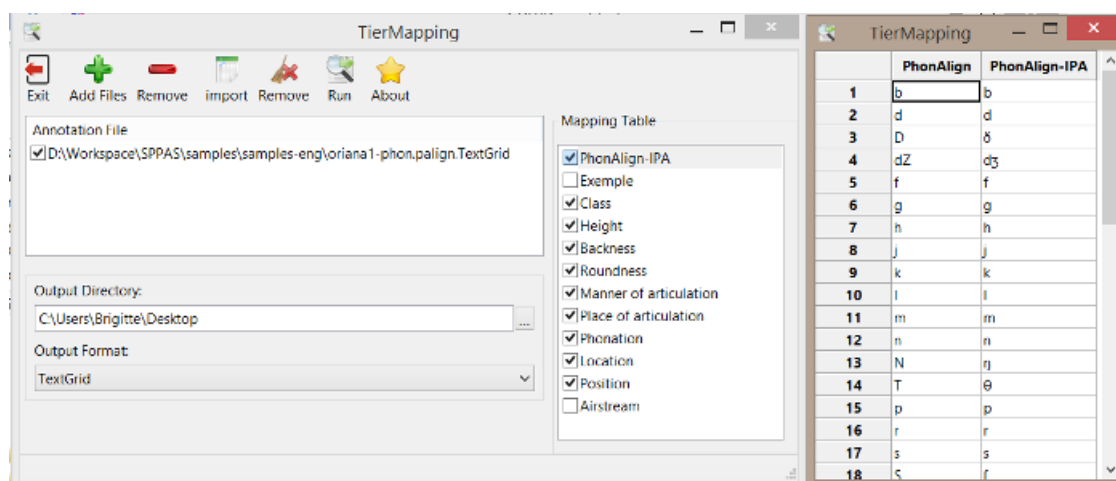 TierMapping
Exit Add Files Remove import Remove Run About
Annotation File
D:\Workspace\SPPAS\samples\samples-eng\oriana1-phon.palign.TextGrid
Output Directory:
C:\Users\Brigitte\Desktop
...
Output Format:
TextGrid
Mapping Table
PhonAlign-IPA
Exemple
Class
Height
Backness
Roundness
Manner of articulation
Place of articulation
Phonation
Location
Position
Airstream
TierMapping
PhonAlign PhonAlign-IPA
1 b b
2 d d
3 D ð
4 dZ dʒ
5 f f
6 g g
7 h h
8 j j
9 k k
10 l l
11 m m
12 n n
13 N ŋ
14 T θ
15 p p
16 r r
17 s s
18 S ʃ